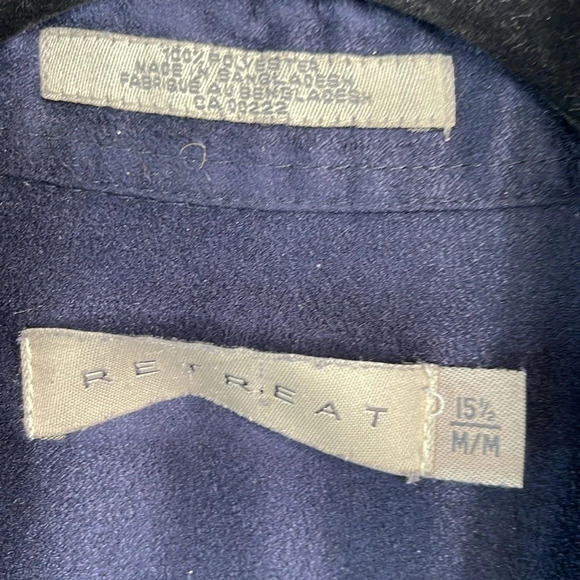 100% POLYESTER
MADE IN BANGLADESH
FABRIQUE AU BENGLADESH
CA 00222
RETREAT
15½
M/M